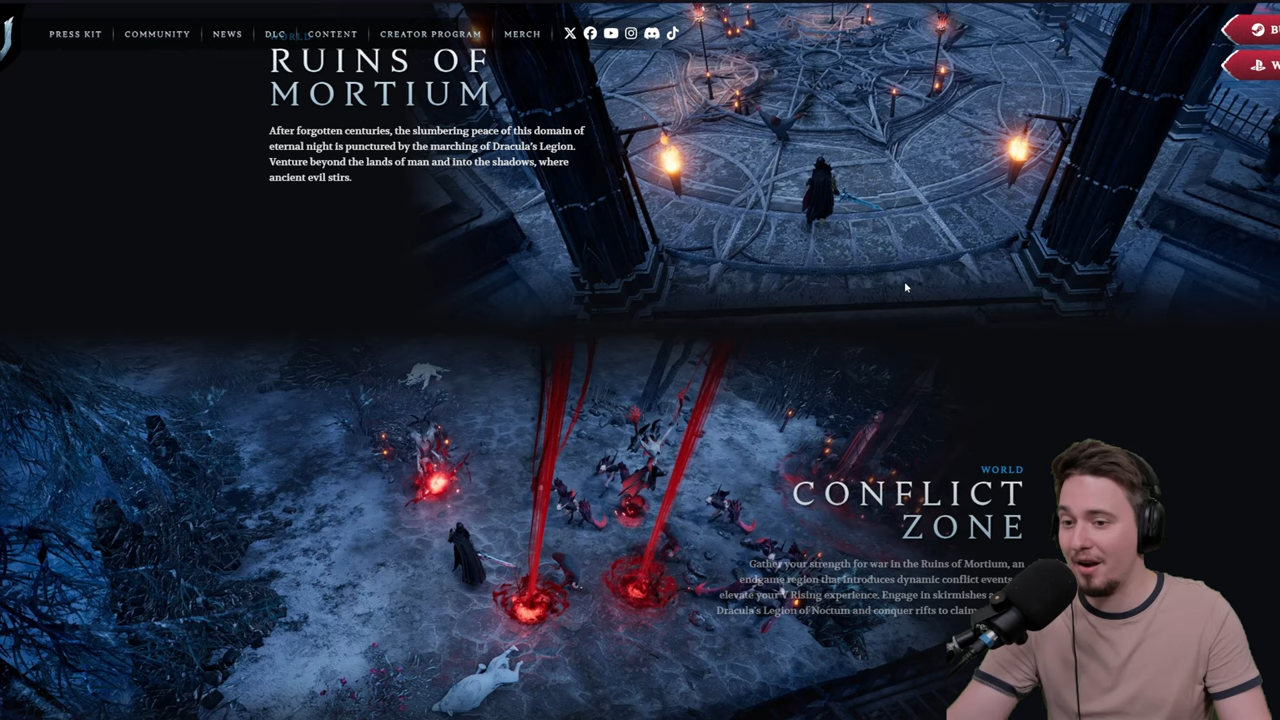 PRESS KIT
COMMUNITY
NEWS
DLC
CONTENT
CREATOR PROGRAM
MERCH
B
W
WORLD
RUINS OF
MORTIUM
After forgotten centuries, the slumbering peace of this domain of
eternal night is punctured by the marching of Dracula's Legion.
Venture beyond the lands of man and into the shadows, where
ancient evil stirs.
WORLD
CONFLICT
ZONE
Gather your strength for war in the Ruins of Mortium, an
endgame region that introduces dynamic conflict events
elevate your V Rising experience. Engage in skirmishes
Dracula's Legion of Noctum and conquer rifts to claim